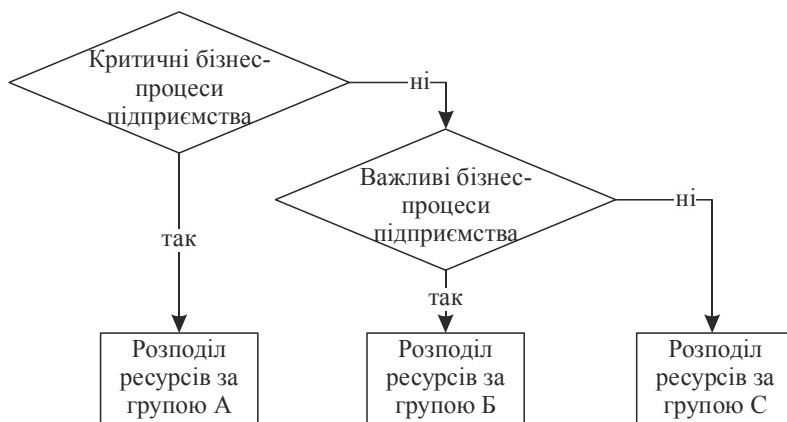 Критичні бізнес-
процеси
підприємства
ні
Важливі бізнес-
процеси
підприємства
ні
так
так
Розподіл
ресурсів за
групою А
Розподіл
ресурсів за
групою Б
Розподіл
ресурсів за
групою С